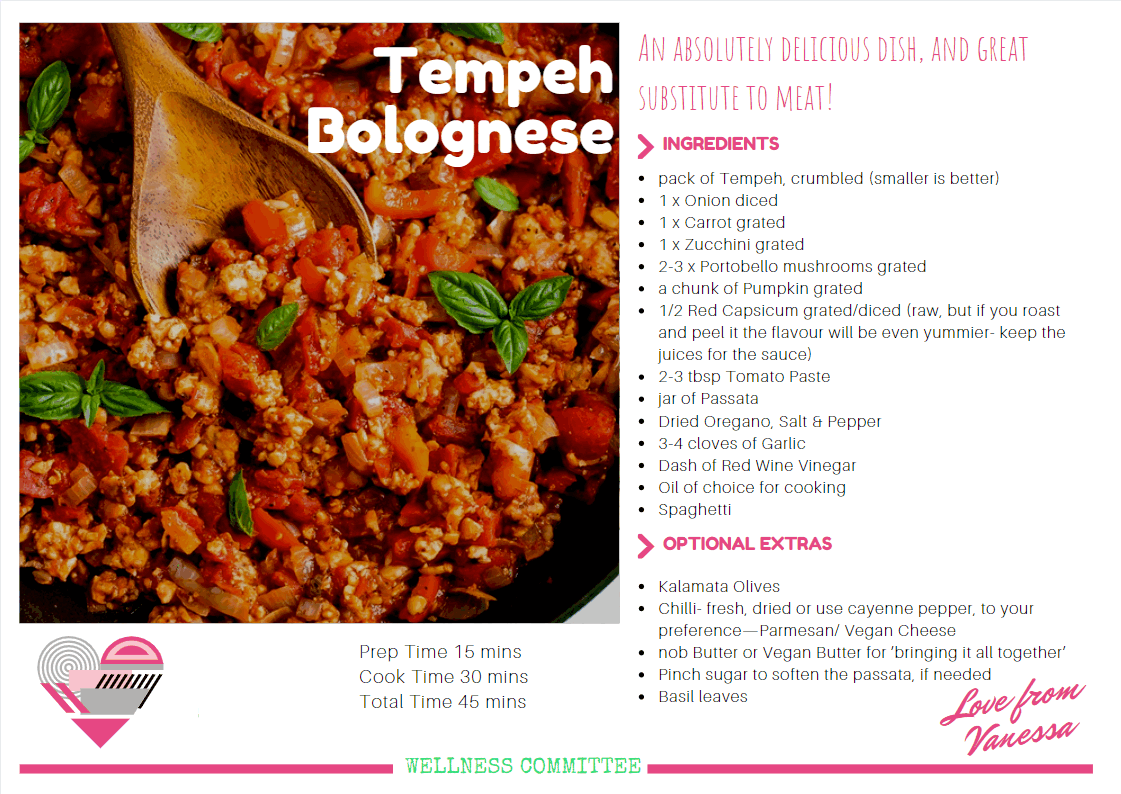 Tempeh
Bolognese
An absolutely delicious dish, and great
substitute to meat!
INGREDIENTS
pack of Tempeh, crumbled (smaller is better)
1 x Onion diced
1 x Carrot grated
1 x Zucchini grated
2-3 x Portobello mushrooms grated
a chunk of Pumpkin grated
1/2 Red Capsicum grated/diced (raw, but if you roast
and peel it the flavour will be even yummier- keep the
juices for the sauce)
2-3 tbsp Tomato Paste
jar of Passata
Dried Oregano, Salt & Pepper
3-4 cloves of Garlic
Dash of Red Wine Vinegar
Oil of choice for cooking
Spaghetti
OPTIONAL EXTRAS
Kalamata Olives
Chilli- fresh, dried or use cayenne pepper, to your
preference—Parmesan/ Vegan Cheese
nob Butter or Vegan Butter for 'bringing it all together'
Pinch sugar to soften the passata, if needed
Basil leaves
Love from
Vanessa
Prep Time 15 mins
Cook Time 30 mins
Total Time 45 mins
WELLNESS COMMITTEE